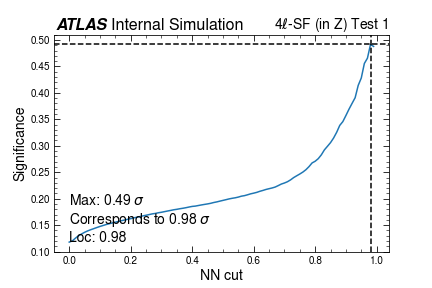 ATLAS Internal Simulation
4ℓ-SF (in Z) Test 1
0.50
0.45
0.40
0.35
0.30
0.25
0.20
0.15
0.10
Significance
Max: 0.49 σ
Corresponds to 0.98 σ
Loc: 0.98
0.0 0.2 0.4 0.6 0.8 1.0
NN cut